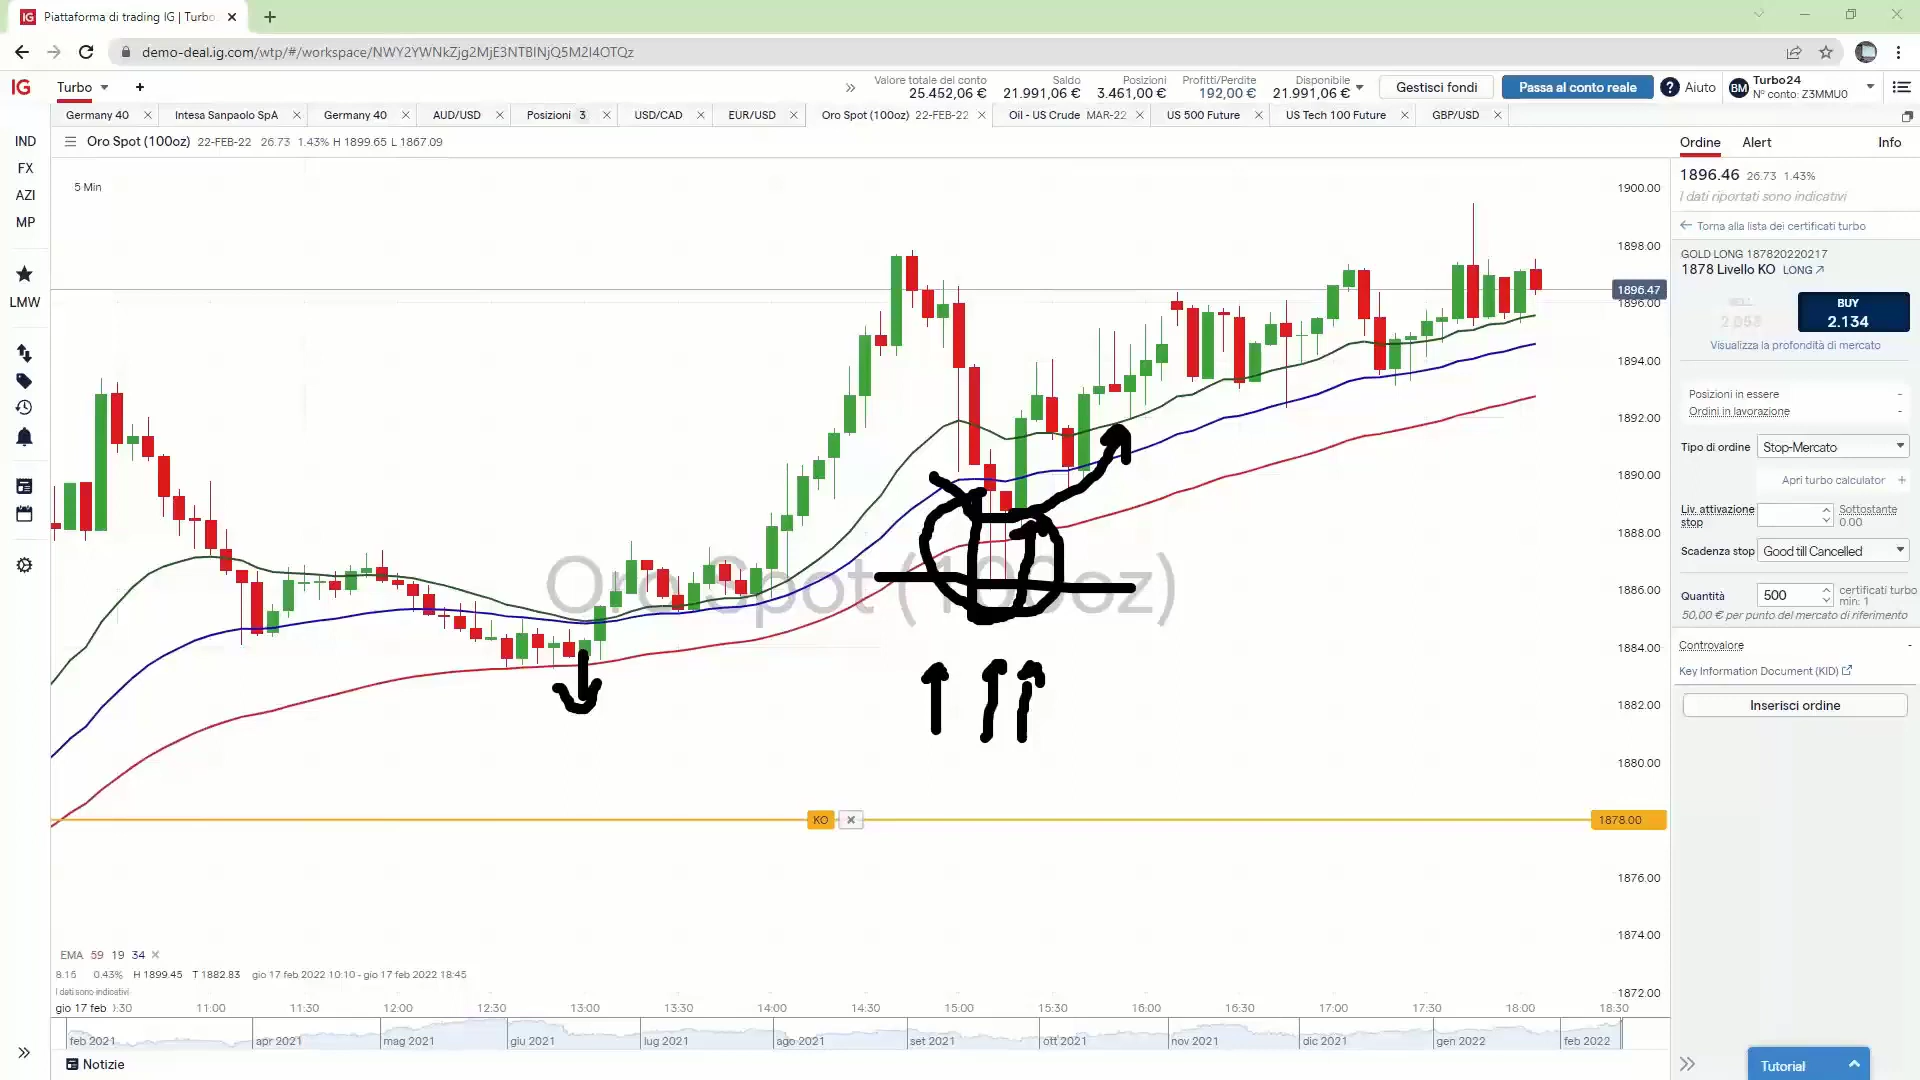 IG Piattaforma di trading IG | Turbo
demo-deal.ig.com/wtp/#/workspace/NWY2YWNkZjg2MjE3NTBlNjQ5M2I4OTQz
IG Turbo
Valore totale del conto Saldo Posizioni Profitti/Perdite Disponibile
25.452,06 € 21.991,06 € 3.461,00 € 192,00 € 21.991,06 €
Gestisci fondi
Passa al conto reale
Aiuto
BM
Turbo24
N° conto: Z3MMU0
Germany 40
Intesa Sanpaolo SpA
Germany 40
AUD/USD
Posizioni 3
USD/CAD
EUR/USD
Oro Spot (100oz) 22-FEB-22
Oil - US Crude MAR-22
US 500 Future
US Tech 100 Future
GBP/USD
IND
FX
AZI
MP
LMW
Oro Spot (100oz) 22-FEB-22 26.73 1.43% H 1899.65 L 1867.09
5 Min
Oro Spot (100oz)
1900.00
1898.00
1896.47
1896.00
1894.00
1892.00
1890.00
1888.00
1886.00
1884.00
1882.00
1880.00
KO
1878.00
1876.00
1874.00
1872.00
EMA 59 19 34
8.15 0.43% H 1899.45 T 1882.83 gio 17 feb 2022 10:10 - gio 17 feb 2022 18:45
I dati sono indicativi
gio 17 feb :30 11:00 11:30 12:00 12:30 13:00 13:30 14:00 14:30 15:00 15:30 16:00 16:30 17:00 17:30 18:00 18:30
feb 2021 apr 2021 mag 2021 giu 2021 lug 2021 ago 2021 set 2021 ott 2021 nov 2021 dic 2021 gen 2022 feb 2022
Notizie
Ordine Alert Info
1896.46 26.73 1.43%
I dati riportati sono indicativi
Torna alla lista dei certificati turbo
GOLD LONG 187820220217
1878 Livello KO LONG
SELL
BUY
2.134
Visualizza la profondità di mercato
Posizioni in essere -
Ordini in lavorazione -
Tipo di ordine Stop-Mercato
Apri turbo calculator +
Liv. attivazione stop
Sottostante
0.00
Scadenza stop Good till Cancelled
Quantità 500 certificati turbo
min: 1
50,00 € per punto del mercato di riferimento
Controvalore -
Key Information Document (KID)
Inserisci ordine
Tutorial